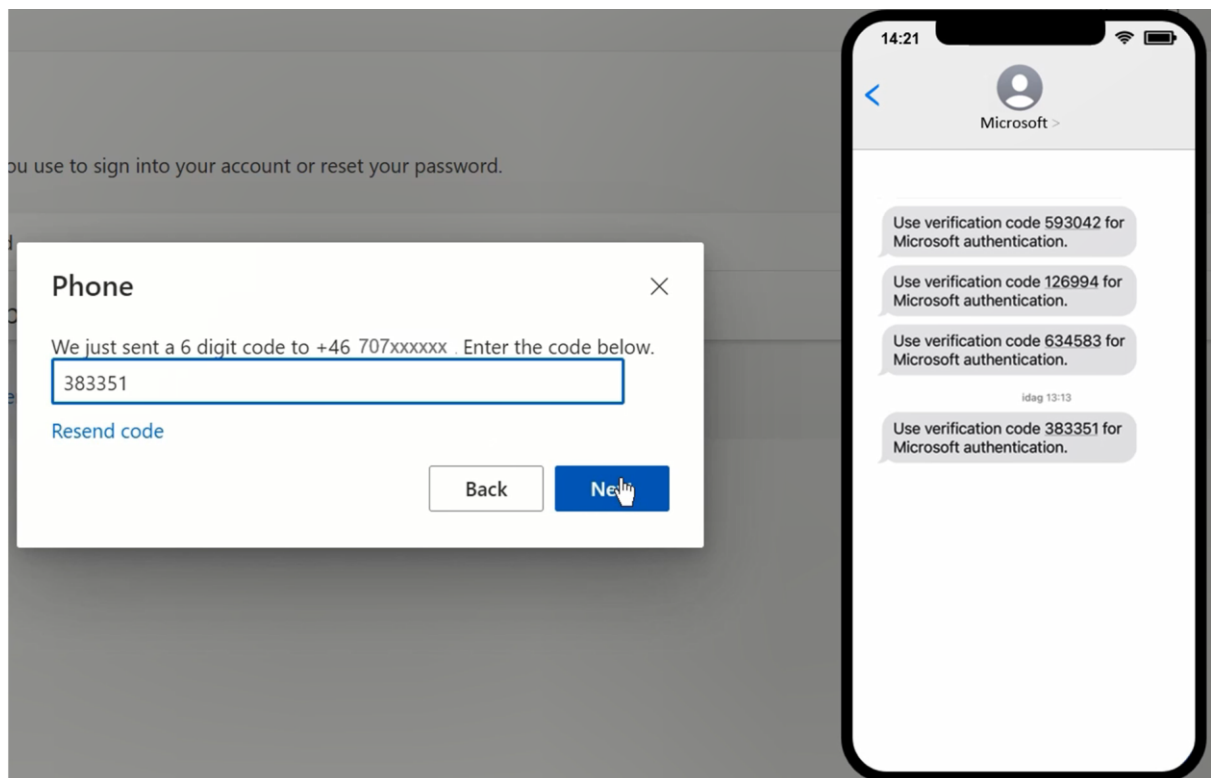 ou use to sign into your account or reset your password.
Phone
We just sent a 6 digit code to +46 707xxxxxx . Enter the code below.
383351
Resend code
Back
14:21
Microsoft >
Use verification code 593042 for
Microsoft authentication.
Use verification code 126994 for
Microsoft authentication.
Use verification code 634583 for
Microsoft authentication.
idag 13:13
Use verification code 383351 for
Microsoft authentication.